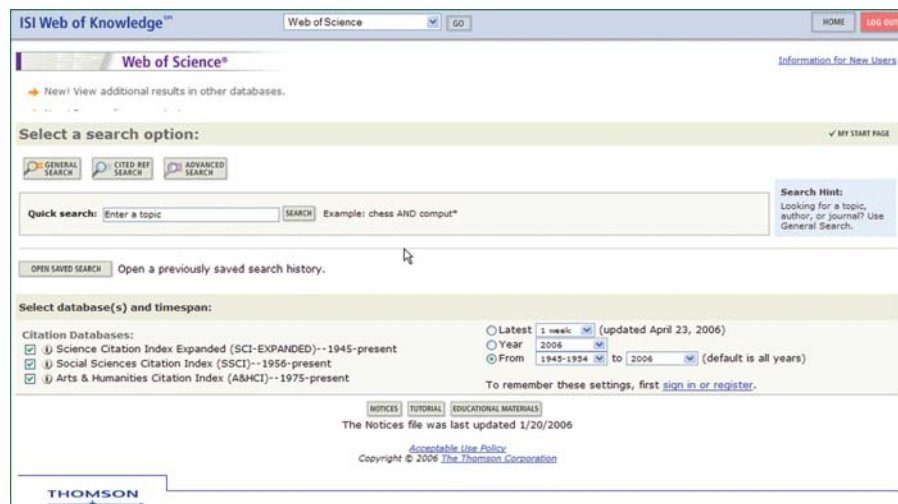 ISI Web of Knowledge℠ Web of Science GO HOME LOG OUT
Web of Science® Information for New Users
New! View additional results in other databases.
Select a search option: MY START PAGE
GENERAL SEARCH CITED REF SEARCH ADVANCED SEARCH
Search Hint:
Looking for a topic,
author, or journal? Use
General Search.
Quick search: Enter a topic SEARCH Example: chess AND comput*
OPEN SAVED SEARCH Open a previously saved search history.
Select database(s) and timespan:
Citation Databases:
Science Citation Index Expanded (SCI-EXPANDED)--1945-present
Social Sciences Citation Index (SSCI)--1956-present
Arts & Humanities Citation Index (A&HCI)--1975-present
Latest 1 week (updated April 23, 2006)
Year 2006
From 1945-1954 to 2006 (default is all years)
To remember these settings, first sign in or register.
NOTICES TUTORIAL EDUCATIONAL MATERIALS
The Notices file was last updated 1/20/2006
Acceptable Use Policy
Copyright © 2006 The Thomson Corporation
THOMSON